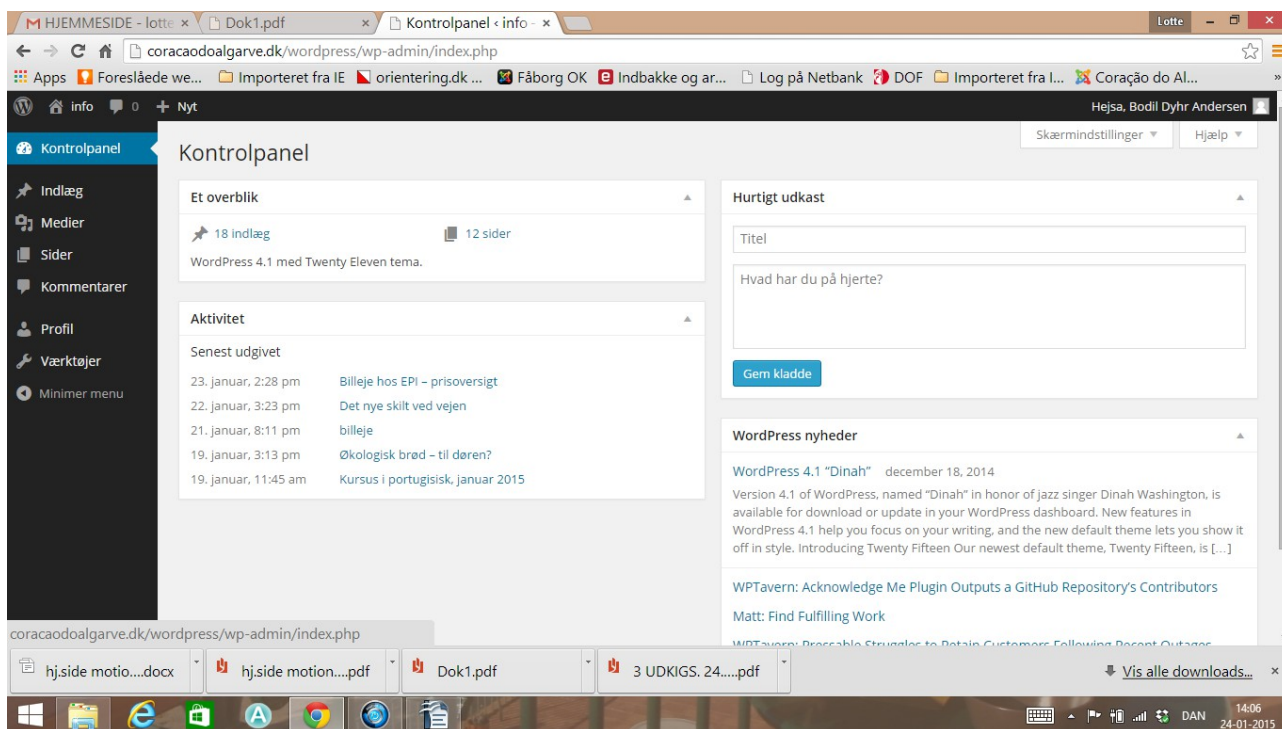 HJEMMESIDE - lotte
Dok1.pdf
Kontrolpanel ‹ info -
Lotte
coracaodoalgarve.dk/wordpress/wp-admin/index.php
Apps Foreslåede we... Importeret fra IE orientering.dk ... Fåborg OK Indbakke og ar... Log på Netbank DOF Importeret fra I... Coração do Al... »
info 0 + Nyt
Hejsa, Bodil Dyhr Andersen
Skærmindstillinger Hjælp
Kontrolpanel
Indlæg
Medier
Sider
Kommentarer
Profil
Værktøjer
Minimer menu
Kontrolpanel
Et overblik
18 indlæg 12 sider
WordPress 4.1 med Twenty Eleven tema.
Aktivitet
Senest udgivet
23. januar, 2:28 pm Billeje hos EPI – prisoversigt
22. januar, 3:23 pm Det nye skilt ved vejen
21. januar, 8:11 pm billeje
19. januar, 3:13 pm Økologisk brød – til døren?
19. januar, 11:45 am Kursus i portugisisk, januar 2015
Hurtigt udkast
Titel
Hvad har du på hjerte?
Gem kladde
WordPress nyheder
WordPress 4.1 “Dinah” december 18, 2014
Version 4.1 of WordPress, named “Dinah” in honor of jazz singer Dinah Washington, is
available for download or update in your WordPress dashboard. New features in
WordPress 4.1 help you focus on your writing, and the new default theme lets you show it
off in style. Introducing Twenty Fifteen Our newest default theme, Twenty Fifteen, is […]
WPTavern: Acknowledge Me Plugin Outputs a GitHub Repository’s Contributors
Matt: Find Fulfilling Work
WPTavern: Pressable Struggles to Retain Customers Following Recent Outages
coracaodoalgarve.dk/wordpress/wp-admin/index.php
hj.side motio....docx
hj.side motion....pdf
Dok1.pdf
3 UDKIGS. 24.....pdf
Vis alle downloads...
DAN
14:06
24-01-2015